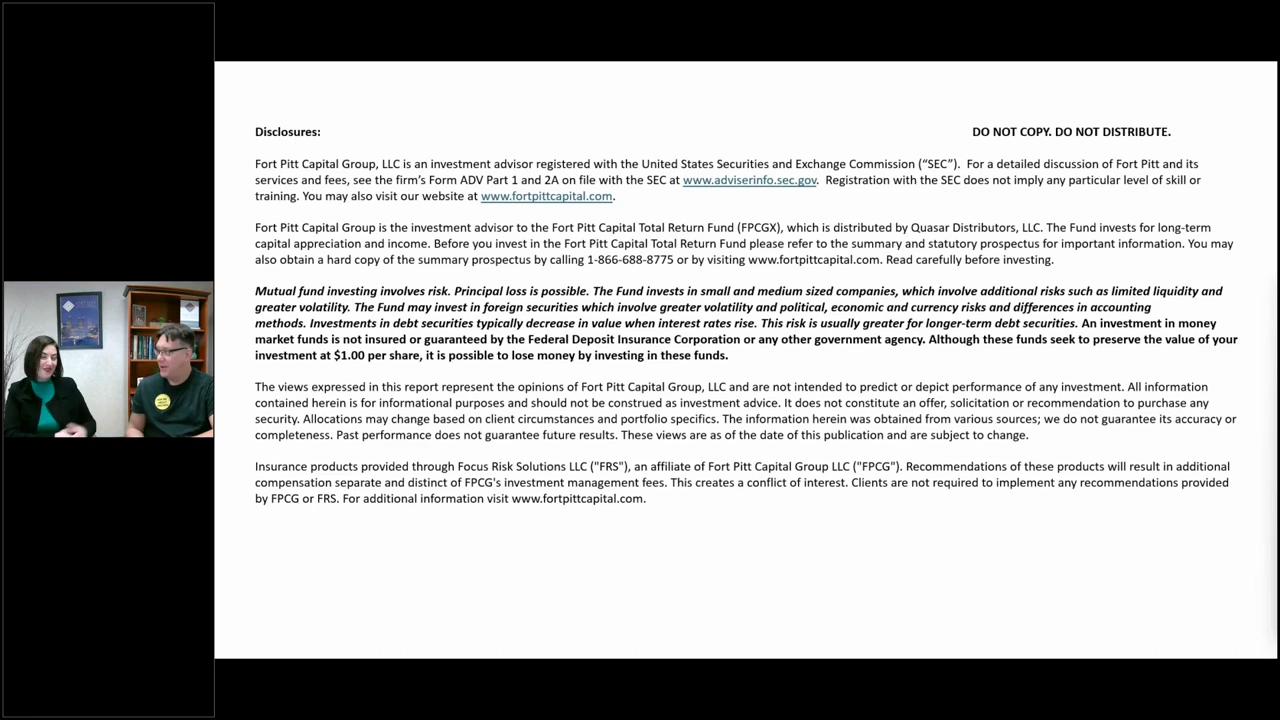 Disclosures: DO NOT COPY. DO NOT DISTRIBUTE.
Fort Pitt Capital Group, LLC is an investment advisor registered with the United States Securities and Exchange Commission (“SEC”).  For a detailed discussion of Fort Pitt and its
services and fees, see the firm’s Form ADV Part 1 and 2A on file with the SEC at www.adviserinfo.sec.gov.  Registration with the SEC does not imply any particular level of skill or
training. You may also visit our website at www.fortpittcapital.com.
Fort Pitt Capital Group is the investment advisor to the Fort Pitt Capital Total Return Fund (FPCGX), which is distributed by Quasar Distributors, LLC. The Fund invests for long-term
capital appreciation and income. Before you invest in the Fort Pitt Capital Total Return Fund please refer to the summary and statutory prospectus for important information. You may
also obtain a hard copy of the summary prospectus by calling 1-866-688-8775 or by visiting www.fortpittcapital.com. Read carefully before investing.
Mutual fund investing involves risk. Principal loss is possible. The Fund invests in small and medium sized companies, which involve additional risks such as limited liquidity and
greater volatility. The Fund may invest in foreign securities which involve greater volatility and political, economic and currency risks and differences in accounting
methods. Investments in debt securities typically decrease in value when interest rates rise. This risk is usually greater for longer-term debt securities. An investment in money
market funds is not insured or guaranteed by the Federal Deposit Insurance Corporation or any other government agency. Although these funds seek to preserve the value of your
investment at $1.00 per share, it is possible to lose money by investing in these funds.
The views expressed in this report represent the opinions of Fort Pitt Capital Group, LLC and are not intended to predict or depict performance of any investment. All information
contained herein is for informational purposes and should not be construed as investment advice. It does not constitute an offer, solicitation or recommendation to purchase any
security. Allocations may change based on client circumstances and portfolio specifics. The information herein was obtained from various sources; we do not guarantee its accuracy or
completeness. Past performance does not guarantee future results. These views are as of the date of this publication and are subject to change.
Insurance products provided through Focus Risk Solutions LLC ("FRS"), an affiliate of Fort Pitt Capital Group LLC ("FPCG"). Recommendations of these products will result in additional
compensation separate and distinct of FPCG's investment management fees. This creates a conflict of interest. Clients are not required to implement any recommendations provided
by FPCG or FRS. For additional information visit www.fortpittcapital.com.